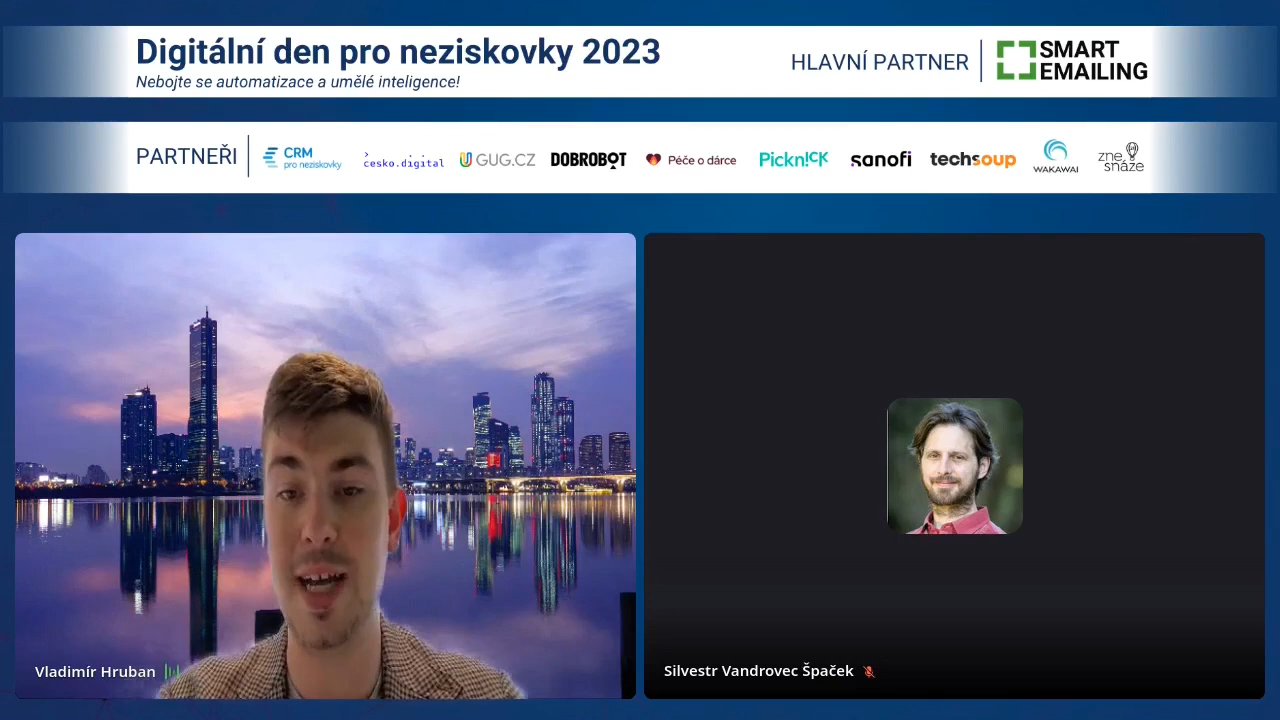 Digitální den pro neziskovky 2023
Nebojte se automatizace a umělé inteligence!
HLAVNÍ PARTNER
SMART
EMAILING
PARTNEŘI
CRM
pro neziskovky
cesko.digital
GUG.CZ
DOBROBOT
Péče o dárce
Pickn!CK
sanofi
techsoup
WAKAWAI
zne
snáze
Vladimír Hruban
Silvestr Vandrovec Špaček